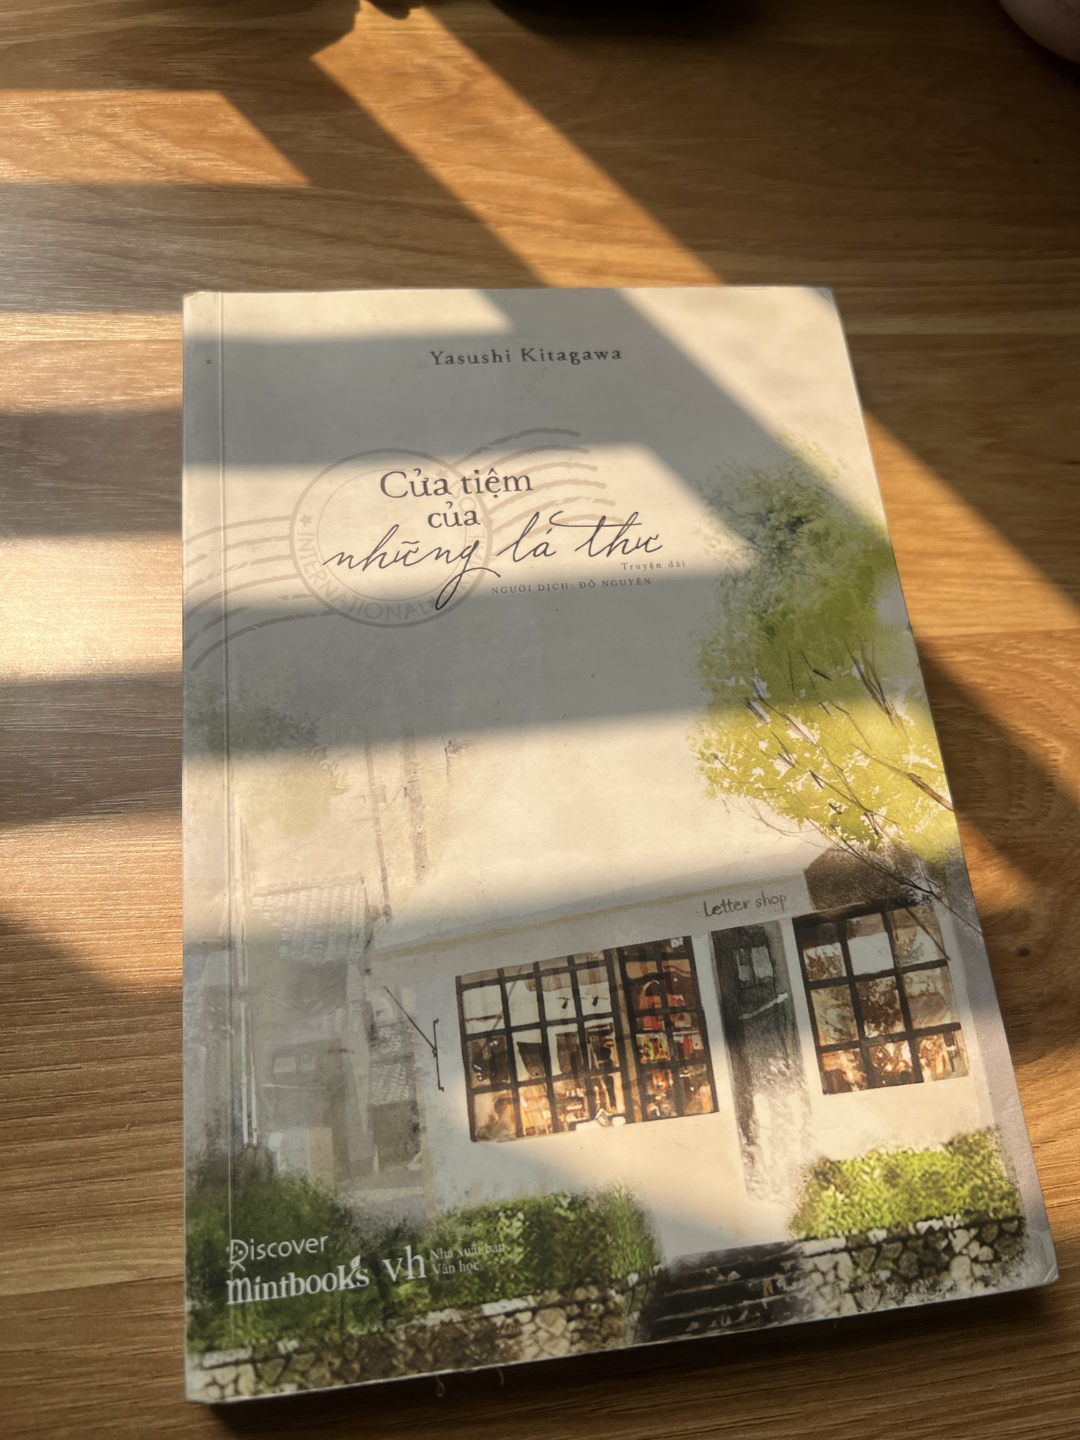 Yasushi Kitagawa
Cửa tiệm
của
những lá thư
Truyện dài
NGƯỜI DỊCH: ĐỖ NGUYÊN
INTERNATIONAL
Letter shop
Discover
mintbooks
vh
Nhà xuất bản
Văn học